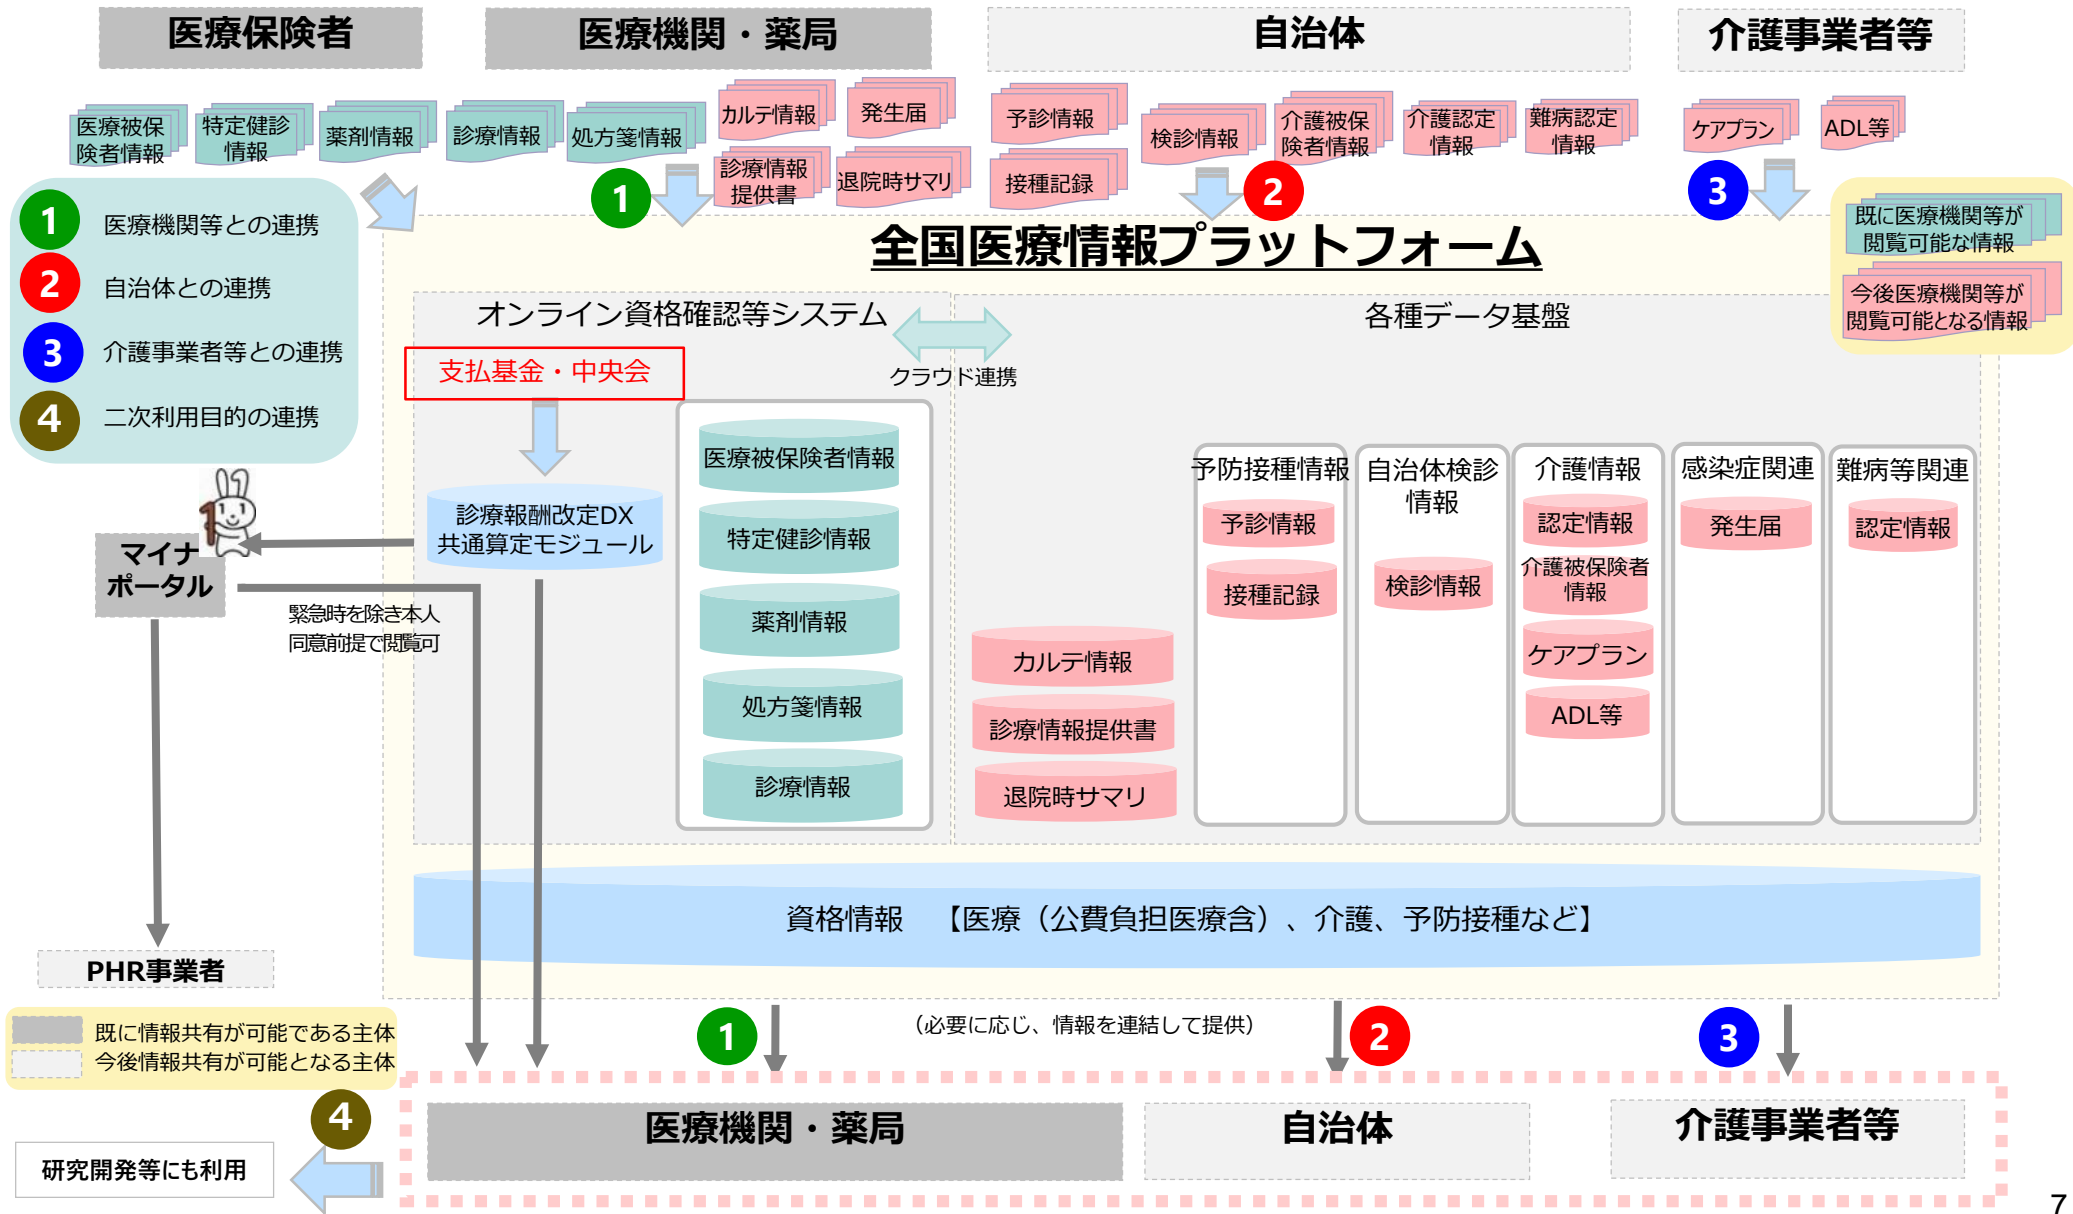 医療保険者
医療機関・薬局
自治体
介護事業者等
医療被保
険者情報
特定健診
情報
薬剤情報
診療情報
処方箋情報
カルテ情報
発生届
診療情報
提供書
退院時サマリ
予診情報
接種記録
検診情報
介護被保
険者情報
介護認定
情報
難病認定
情報
ケアプラン
ADL等
1
2
3
1 医療機関等との連携
2 自治体との連携
3 介護事業者等との連携
4 二次利用目的の連携
既に医療機関等が
閲覧可能な情報
今後医療機関等が
閲覧可能となる情報
全国医療情報プラットフォーム
オンライン資格確認等システム
各種データ基盤
クラウド連携
支払基金・中央会
診療報酬改定DX
共通算定モジュール
医療被保険者情報
特定健診情報
薬剤情報
処方箋情報
診療情報
カルテ情報
診療情報提供書
退院時サマリ
予防接種情報
予診情報
接種記録
自治体検診
情報
検診情報
介護情報
認定情報
介護被保険者
情報
ケアプラン
ADL等
感染症関連
発生届
難病等関連
認定情報
マイナ
ポータル
緊急時を除き本人
同意前提で閲覧可
資格情報 【医療（公費負担医療含）、介護、予防接種など】
PHR事業者
既に情報共有が可能である主体
今後情報共有が可能となる主体
1
（必要に応じ、情報を連結して提供）
2
3
医療機関・薬局
自治体
介護事業者等
4
研究開発等にも利用
7